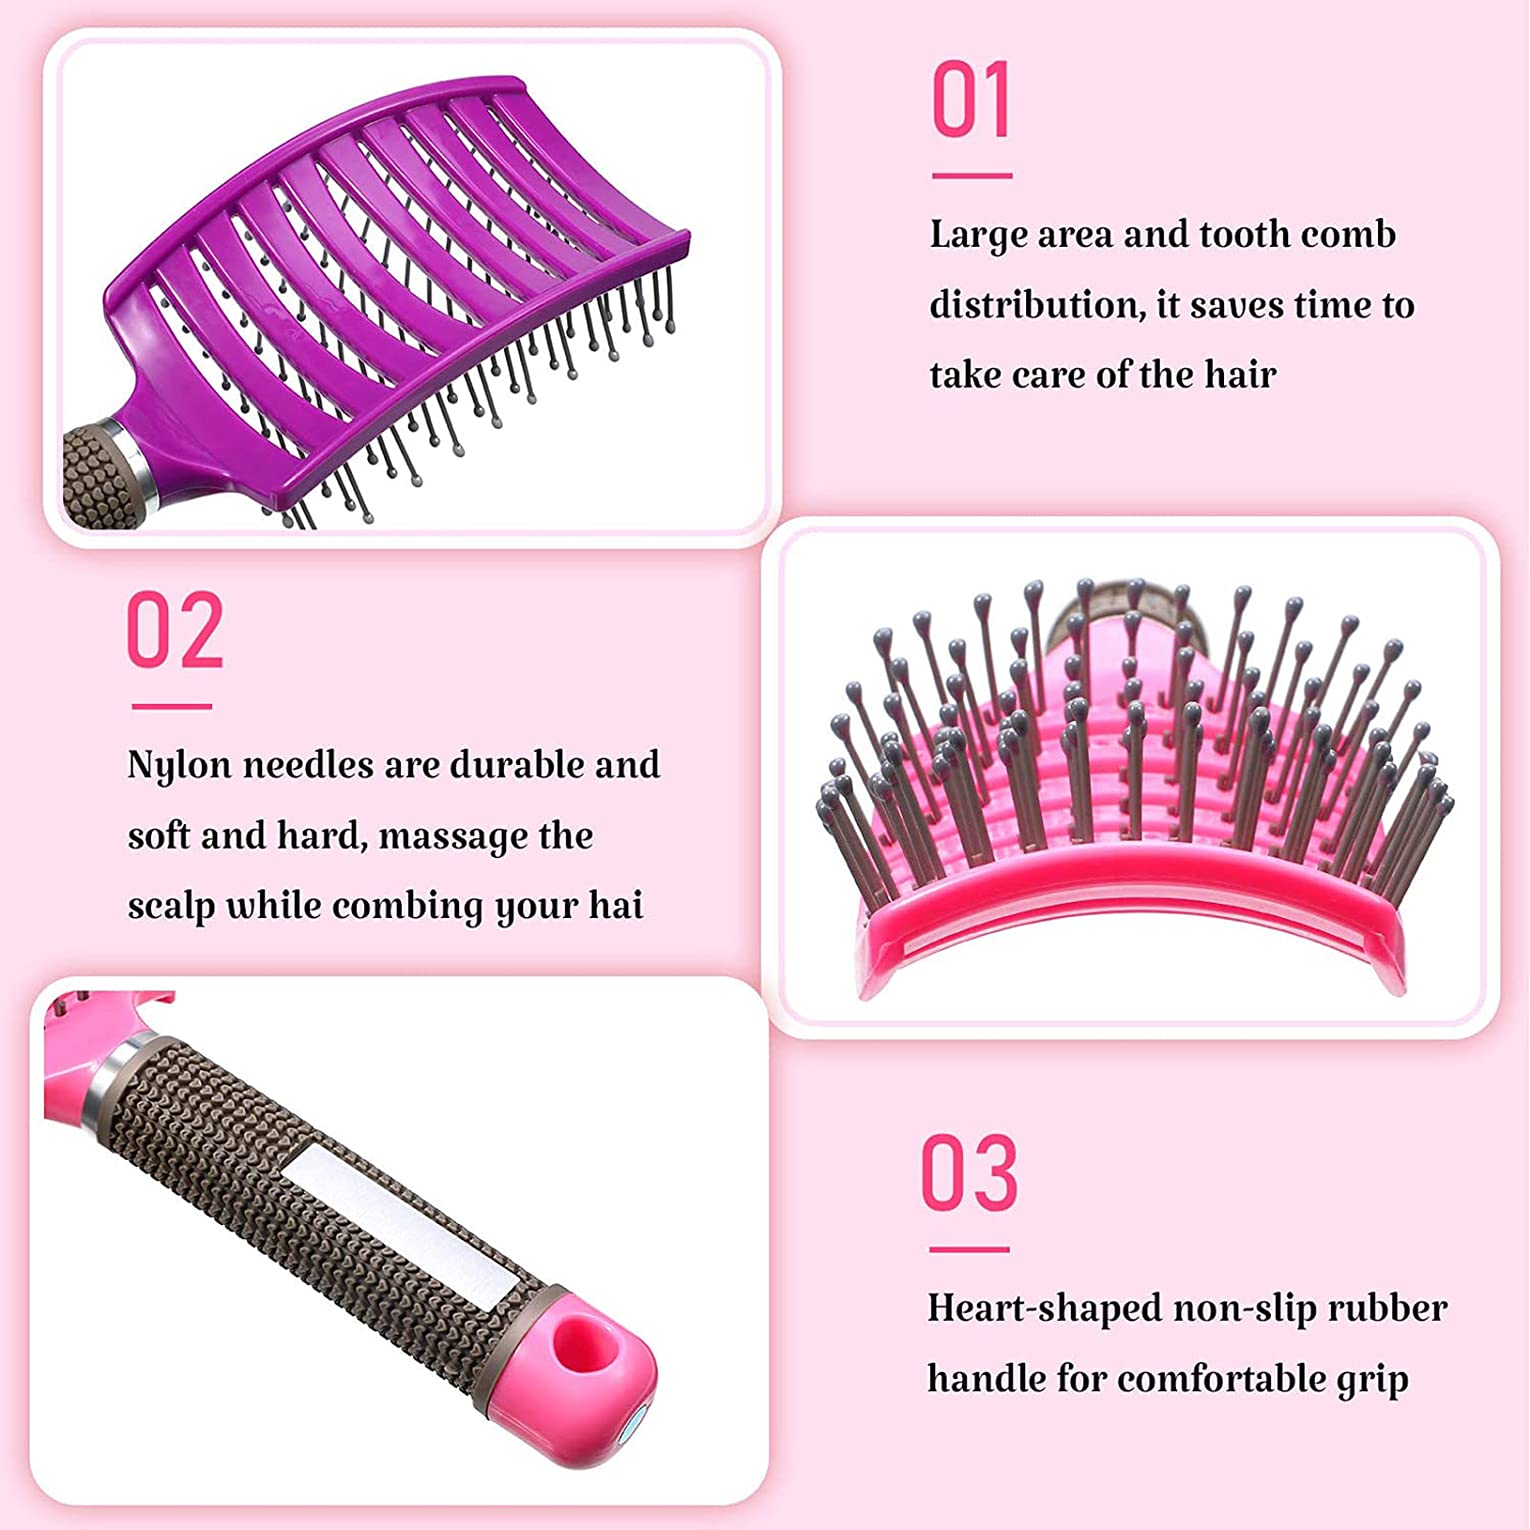 01
Large area and tooth comb
distribution, it saves time to
take care of the hair
02
Nylon needles are durable and
soft and hard, massage the
scalp while combing your hai
03
Heart-shaped non-slip rubber
handle for comfortable grip